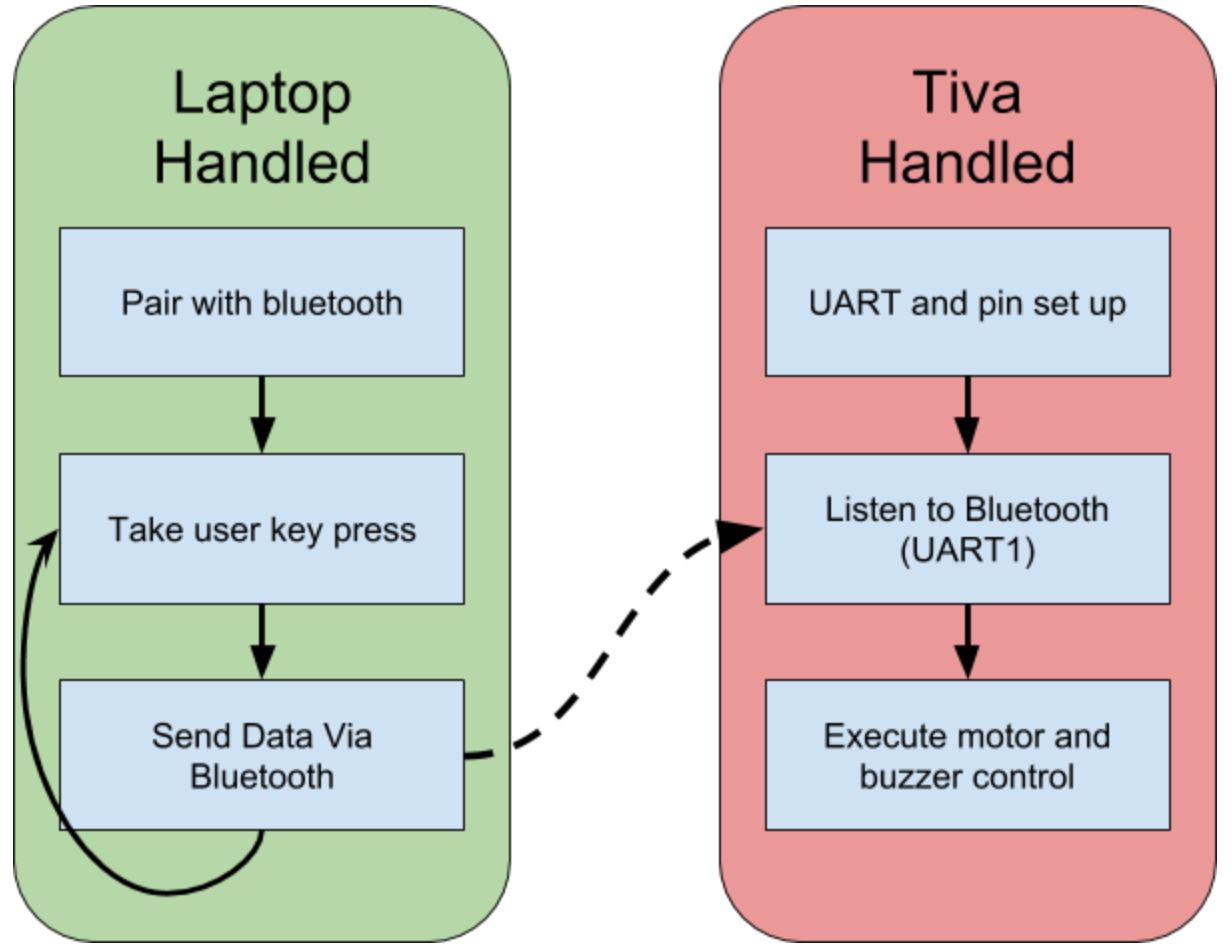 Laptop
Handled
Pair with bluetooth
Take user key press
Send Data Via
Bluetooth
Tiva
Handled
UART and pin set up
Listen to Bluetooth
(UART1)
Execute motor and
buzzer control